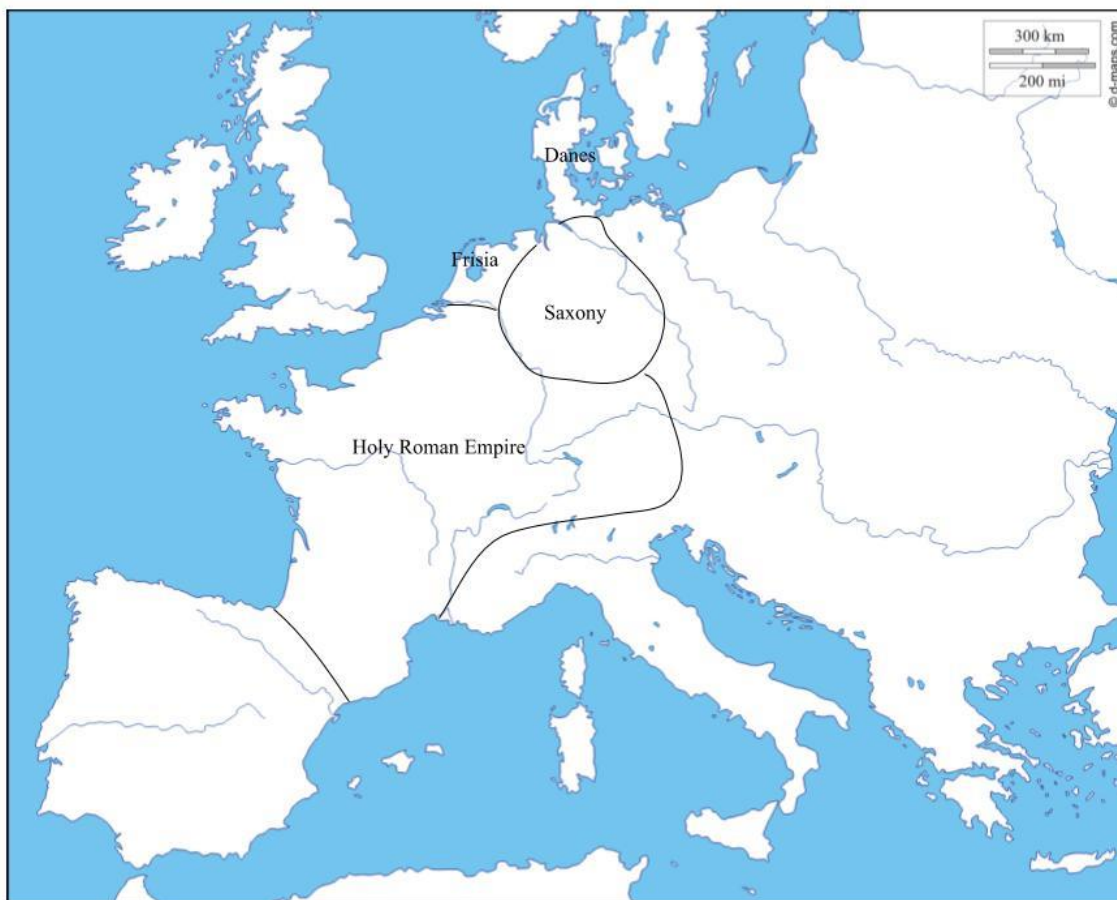 300 km
200 mi
© d-maps.com
Danes
Frisia
Saxony
Holy Roman Empire